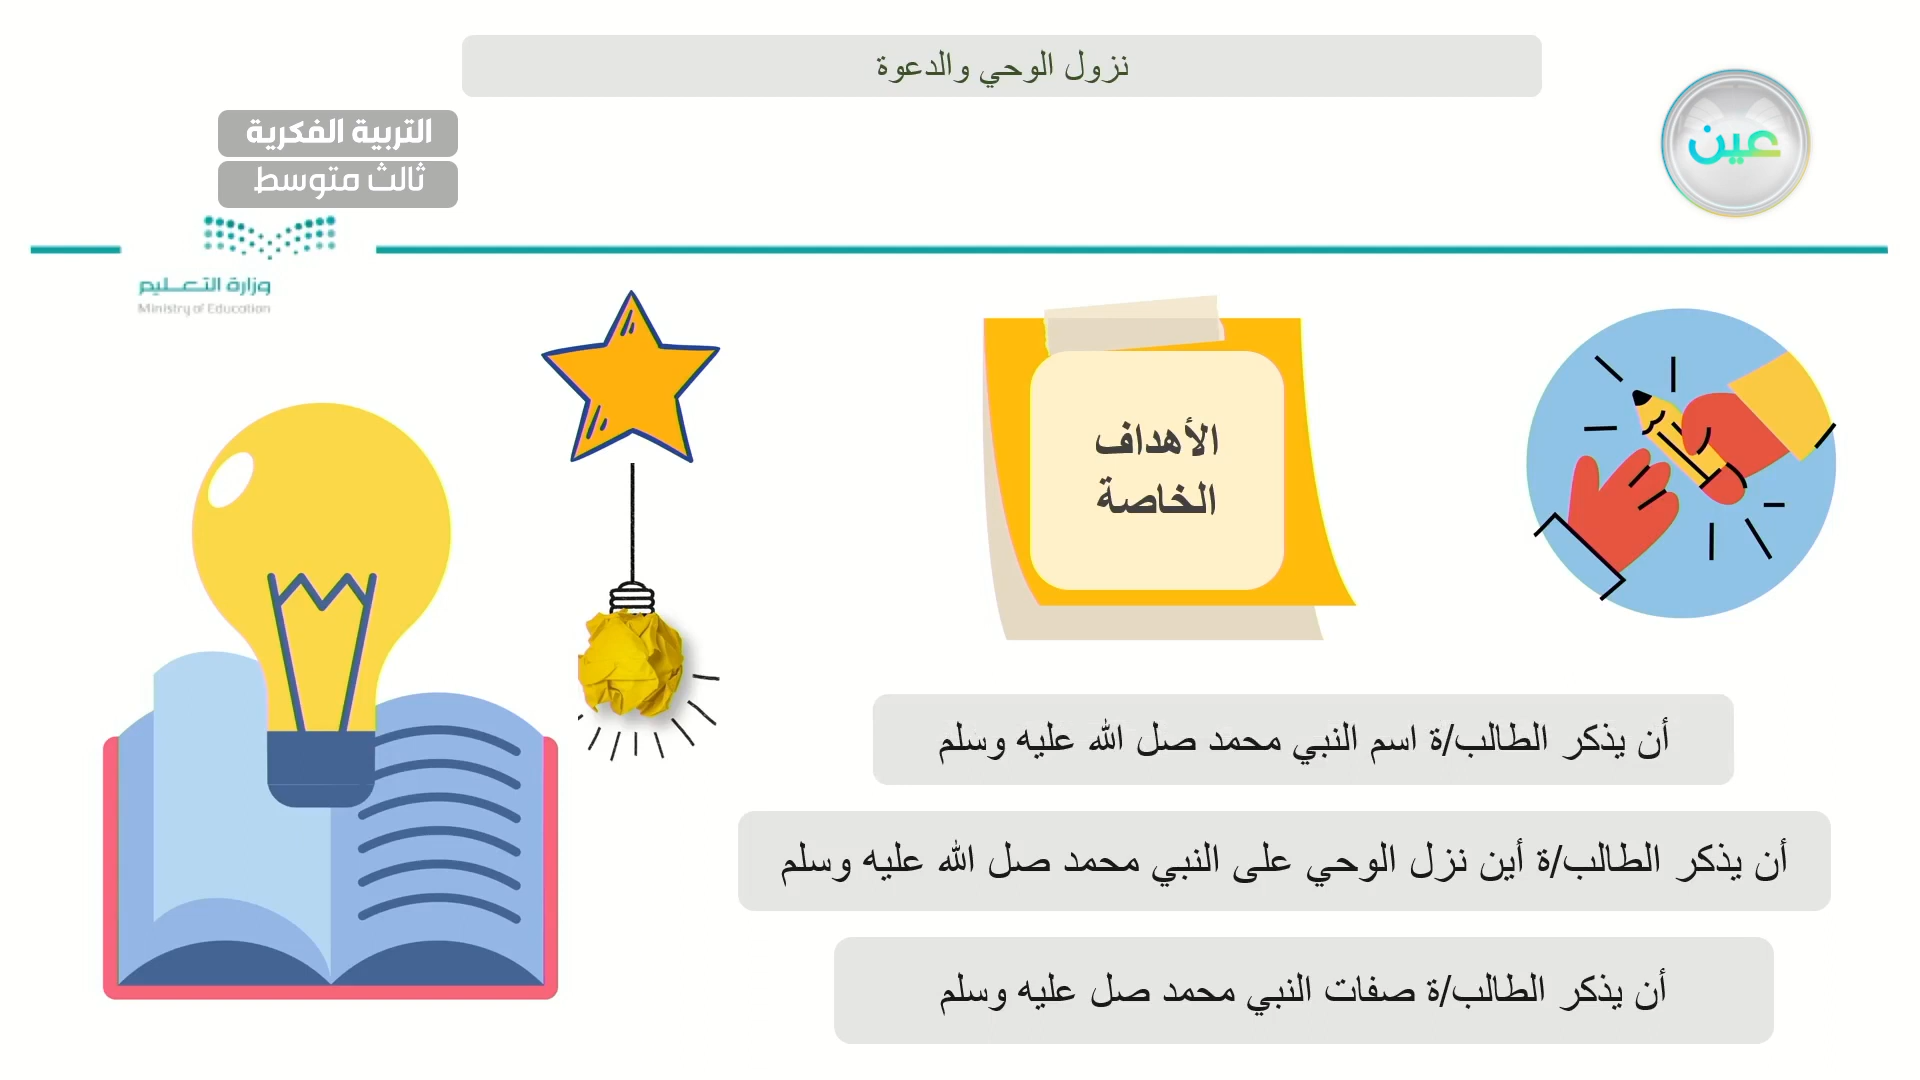 نزول الوحي والدعوة
عين
التربية الفكرية
ثالث متوسط
وزارة التعليم
Ministry of Education
الأهداف
الخاصة
أن يذكر الطالب/ة اسم النبي محمد صل الله عليه وسلم
أن يذكر الطالب/ة أين نزل الوحي على النبي محمد صل الله عليه وسلم
أن يذكر الطالب/ة صفات النبي محمد صل عليه وسلم